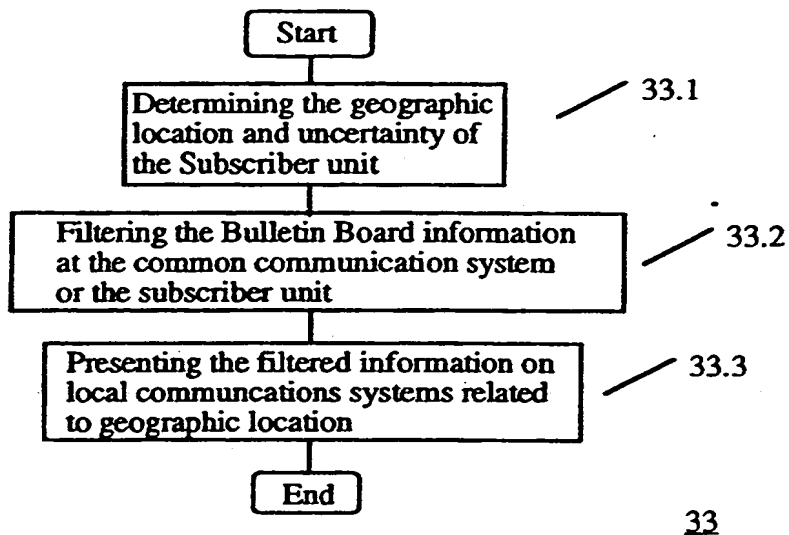 Start
Determining the geographic
location and uncertainty of
the Subscriber unit
33.1
Filtering the Bulletin Board information
at the common communication system
or the subscriber unit
33.2
Presenting the filtered information on
local communcations systems related
to geographic location
33.3
End
33